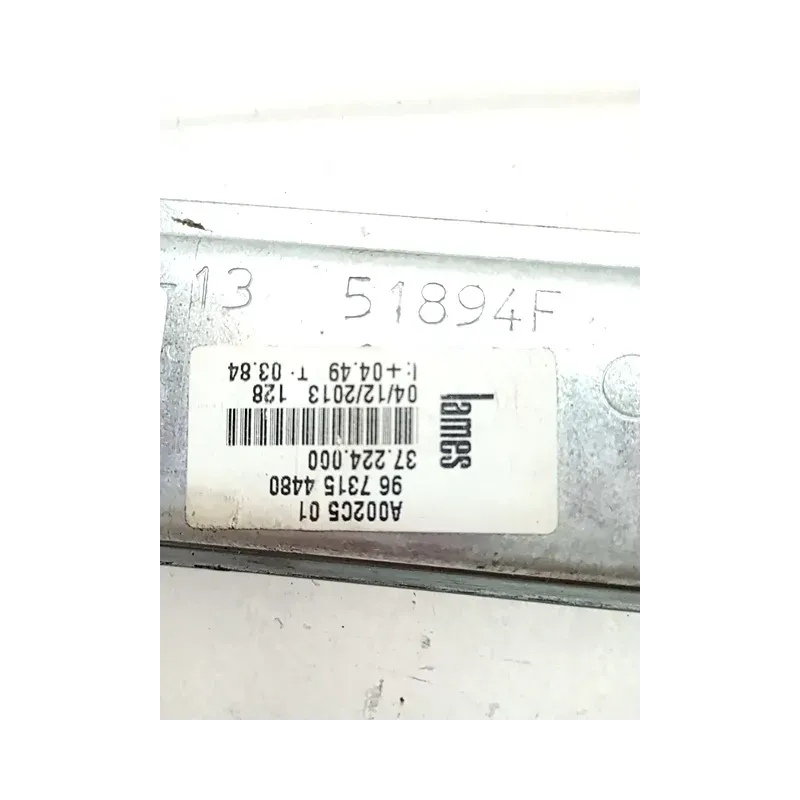 13 51894F
A002C5 01
96 7315 4480
37.224.000
04/12/2013 128
I:+04.49 T: 03.84
lames